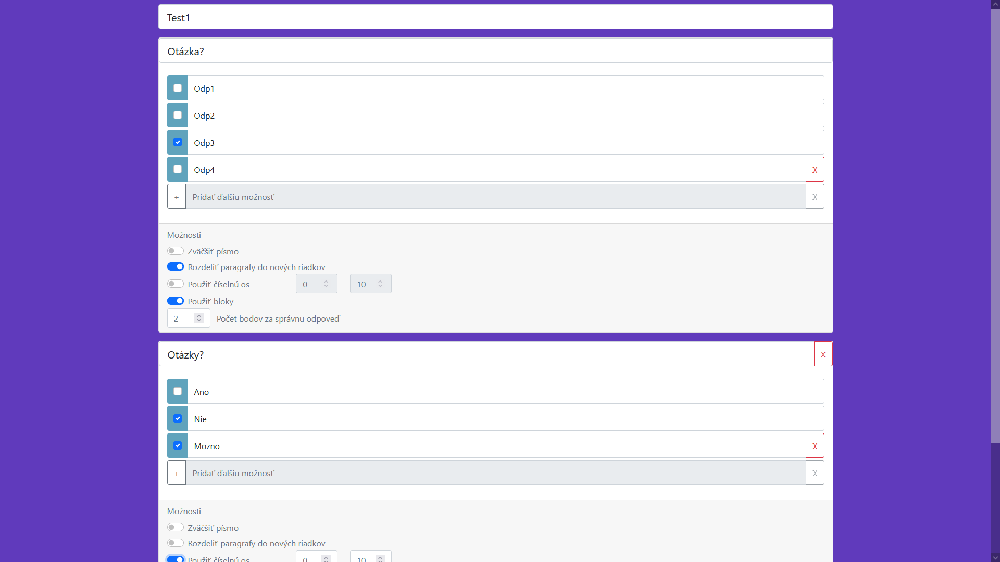 Test1
Otázka?
Odp1
Odp2
Odp3
Odp4 X
+ Pridať ďalšiu možnosť X
Možnosti
Zväčšiť písmo
Rozdeliť paragrafy do nových riadkov
Použiť číselnú os 0 10
Použiť bloky
2 Počet bodov za správnu odpoveď
Otázky? X
Ano
Nie
Mozno X
+ Pridať ďalšiu možnosť X
Možnosti
Zväčšiť písmo
Rozdeliť paragrafy do nových riadkov
Použiť číselnú os 0 10